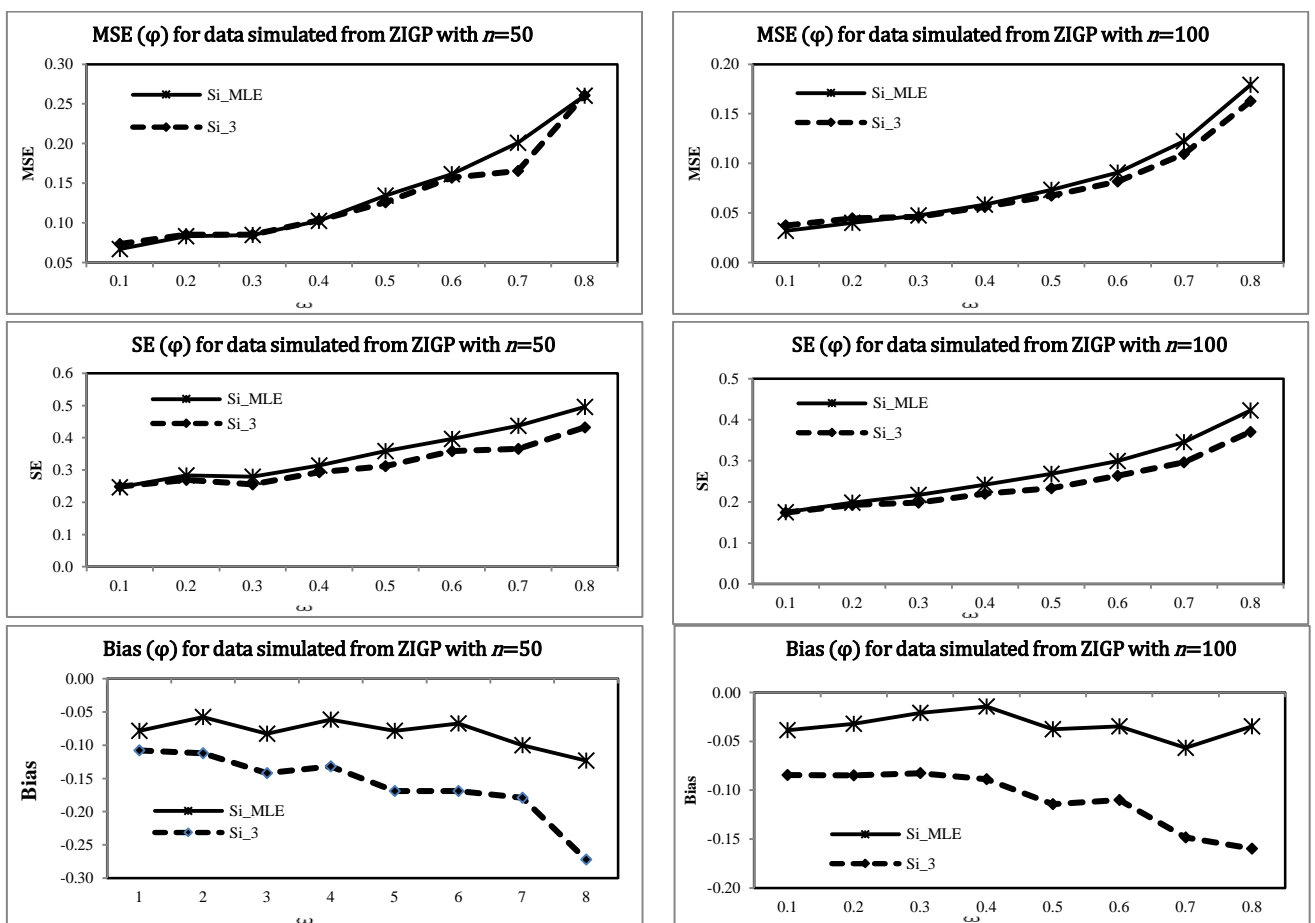 MSE (φ) for data simulated from ZIGP with n=50
0.30
0.25
0.20
0.15
0.10
0.05
MSE
Si_MLE
Si_3
0.1 0.2 0.3 0.4 0.5 0.6 0.7 0.8
ω
MSE (φ) for data simulated from ZIGP with n=100
0.20
0.15
0.10
0.05
0.00
MSE
Si_MLE
Si_3
0.1 0.2 0.3 0.4 0.5 0.6 0.7 0.8
ω
SE (φ) for data simulated from ZIGP with n=50
0.6
0.5
0.4
0.3
0.2
0.1
0.0
SE
Si_MLE
Si_3
0.1 0.2 0.3 0.4 0.5 0.6 0.7 0.8
ω
SE (φ) for data simulated from ZIGP with n=100
0.5
0.4
0.3
0.2
0.1
0.0
SE
Si_MLE
Si_3
0.1 0.2 0.3 0.4 0.5 0.6 0.7 0.8
ω
Bias (φ) for data simulated from ZIGP with n=50
0.00
-0.05
-0.10
-0.15
-0.20
-0.25
-0.30
Bias
Si_MLE
Si_3
1 2 3 4 5 6 7 8
ω
Bias (φ) for data simulated from ZIGP with n=100
0.00
-0.05
-0.10
-0.15
-0.20
Bias
Si_MLE
Si_3
0.1 0.2 0.3 0.4 0.5 0.6 0.7 0.8
ω